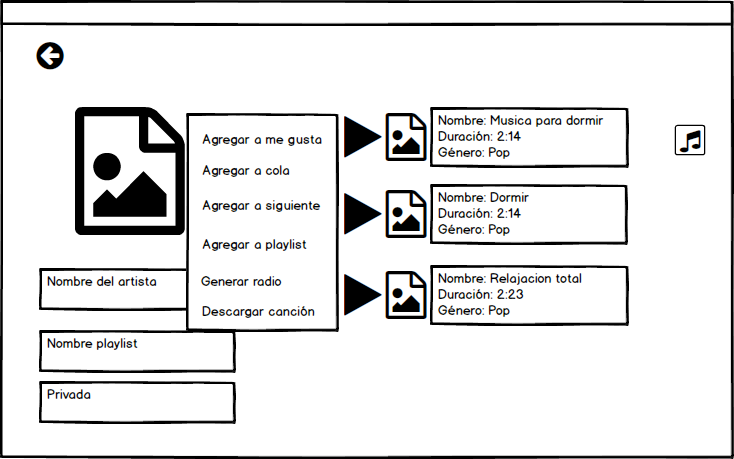 Agregar a me gusta
Agregar a cola
Agregar a siguiente
Agregar a playlist
Generar radio
Descargar canción
Nombre del artista
Nombre playlist
Privada
Nombre: Musica para dormir
Duración: 2:14
Género: Pop
Nombre: Dormir
Duración: 2:14
Género: Pop
Nombre: Relajacion total
Duración: 2:23
Género: Pop